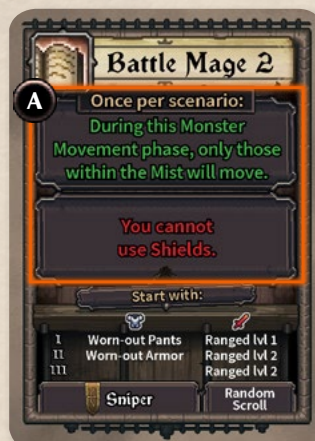 Battle Mage 2
A
Once per scenario:
During this Monster
Movement phase, only those
within the Mist will move.
You cannot
use Shields.
Start with:
I Worn-out Pants Ranged lvl 1
II Worn-out Armor Ranged lvl 2
III Ranged lvl 2
Sniper
Random
Scroll